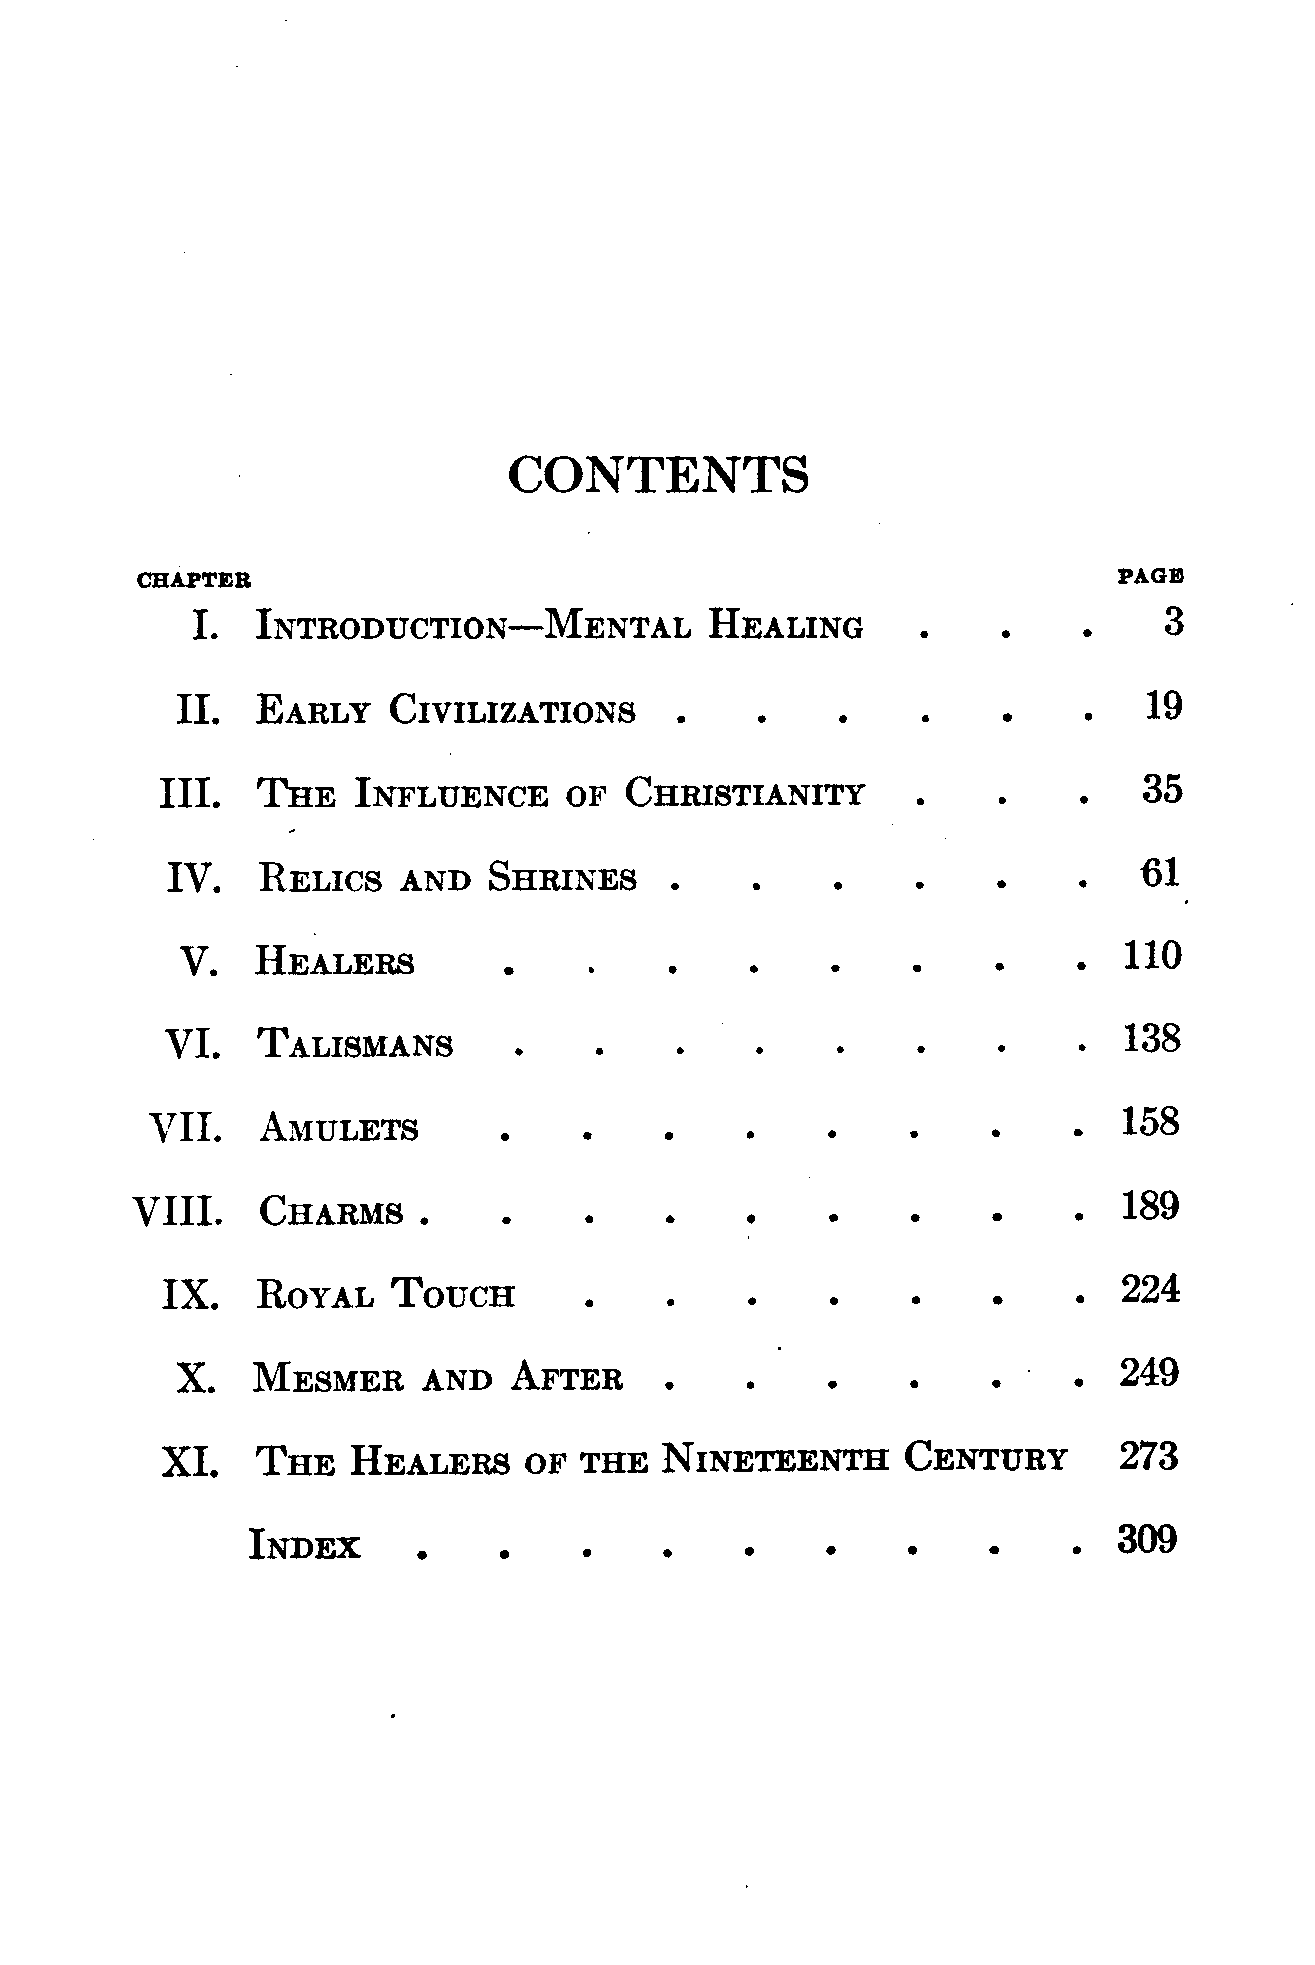 CONTENTS
CHAPTER PAGE
I. INTRODUCTION—MENTAL HEALING . . . 3
II. EARLY CIVILIZATIONS . . . . . . 19
III. THE INFLUENCE OF CHRISTIANITY . . . 35
IV. RELICS AND SHRINES . . . . . . 61
V. HEALERS . . . . . . . . 110
VI. TALISMANS . . . . . . . . 138
VII. AMULETS . . . . . . . . 158
VIII. CHARMS . . . . . . . . . 189
IX. ROYAL TOUCH . . . . . . . 224
X. MESMER AND AFTER . . . . . . 249
XI. THE HEALERS OF THE NINETEENTH CENTURY 273
INDEX . . . . . . . . . 309